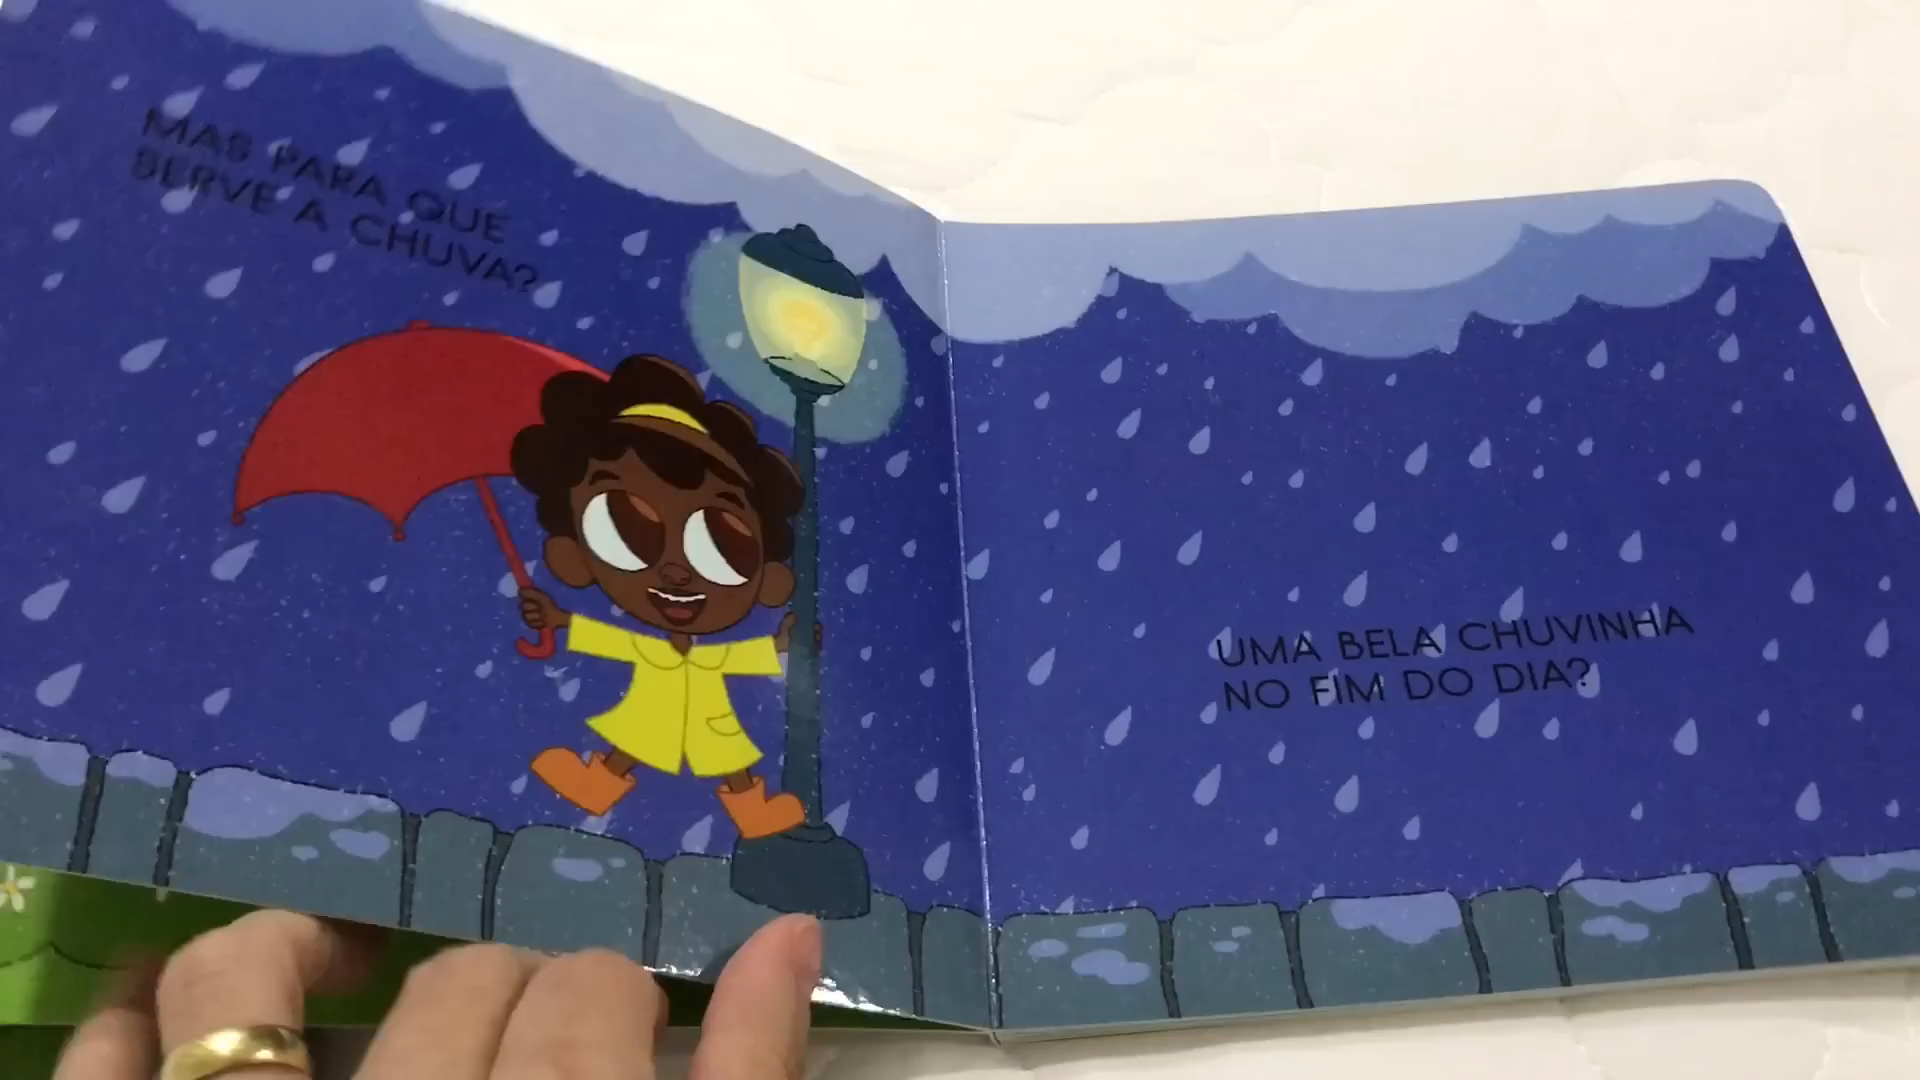 MAS PARA QUE
SERVE A CHUVA?
UMA BELA CHUVINHA
NO FIM DO DIA?